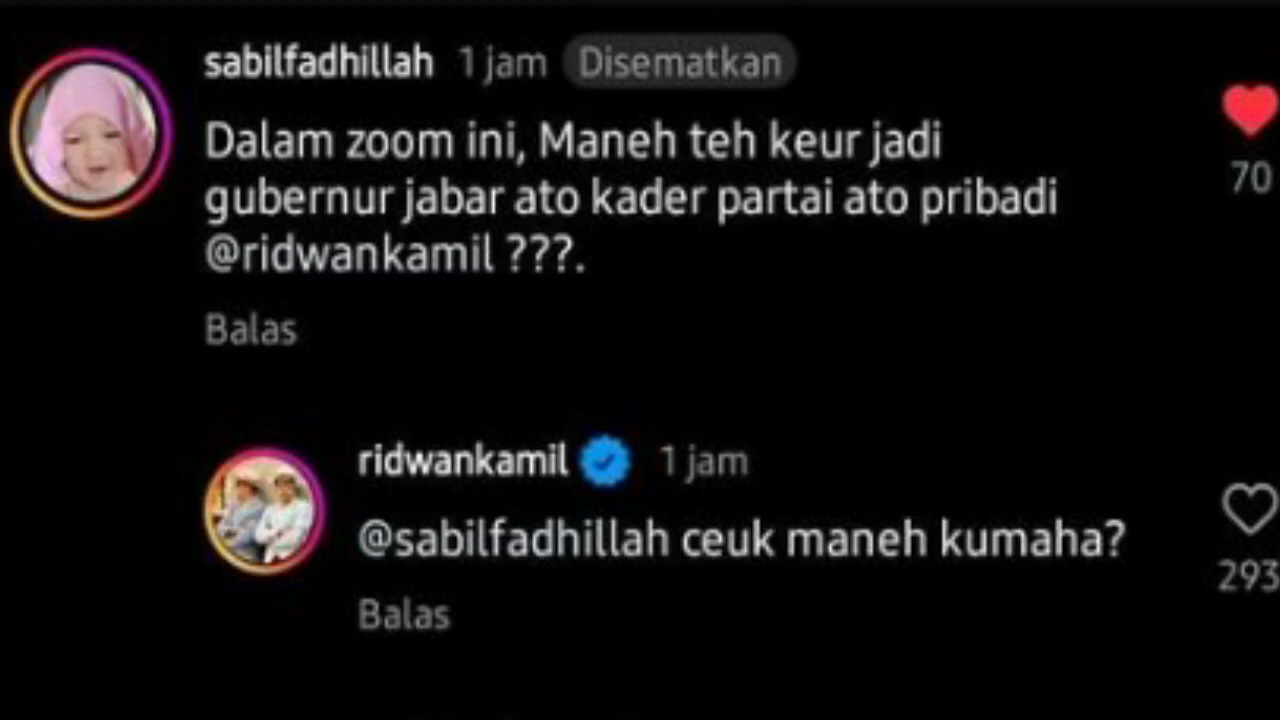 sabilfadhillah 1 jam Disematkan
Dalam zoom ini, Maneh teh keur jadi
gubernur jabar ato kader partai ato pribadi
@ridwankamil ???.
70
Balas
ridwankamil 1 jam
@sabilfadhillah ceuk maneh kumaha?
293
Balas